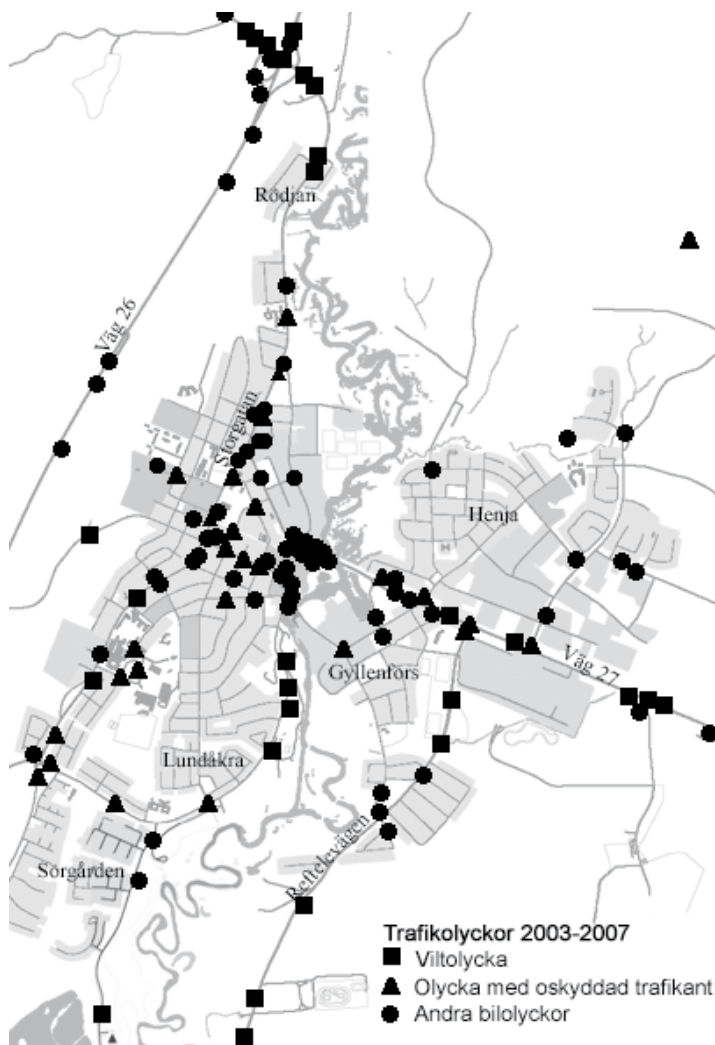 Rödjan
Väg 26
Storgatan
Henja
Väg 27
Gyllenfors
Lundåkra
Reftelevägen
Sörgården
Trafikolyckor 2003-2007
Viltolycka
Olycka med oskyddad trafikant
Andra bilolyckor